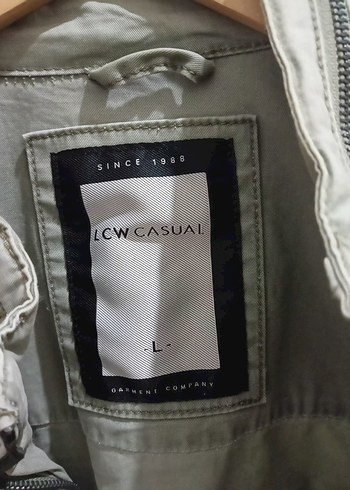 SINCE 1988
LCW CASUAL
- L -
GARMENT COMPANY